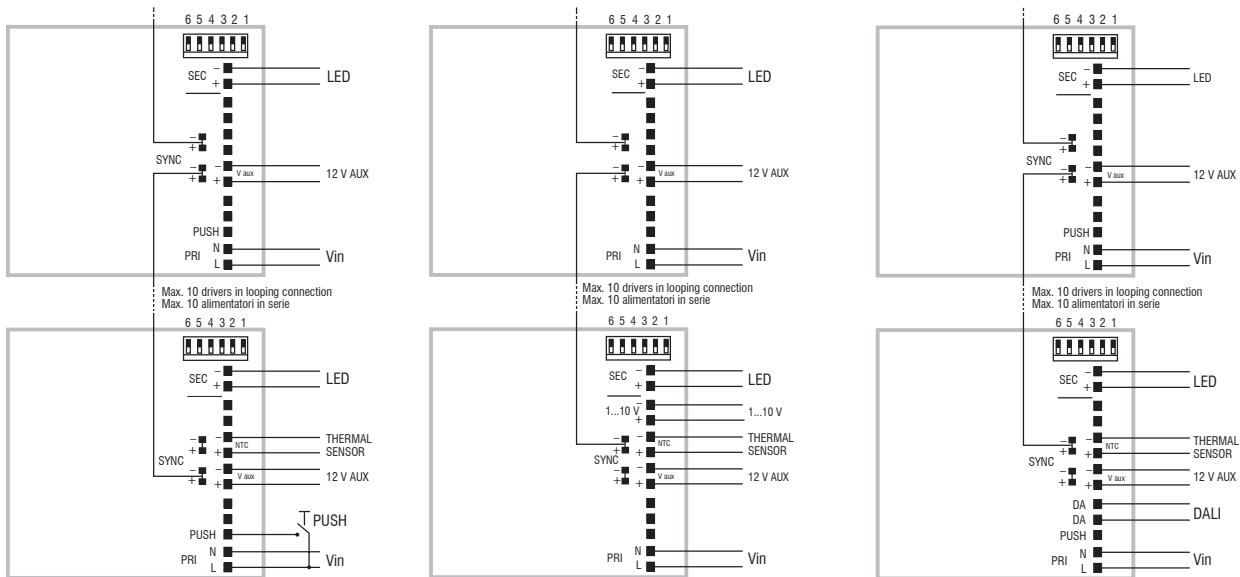 6 5 4 3 2 1
SEC
−
+
LED
−
+
SYNC
−
+
−
+
V aux
12 V AUX
PUSH
PRI
N
L
Vin
Max. 10 drivers in looping connection
Max. 10 alimentatori in serie
6 5 4 3 2 1
SEC
−
+
LED
−
+
SYNC
−
+
−
+
NTC
THERMAL
SENSOR
−
+
V aux
12 V AUX
PUSH
PUSH
PRI
N
L
Vin
6 5 4 3 2 1
SEC
−
+
LED
−
+
−
+
−
+
V aux
12 V AUX
PRI
N
L
Vin
Max. 10 drivers in looping connection
Max. 10 alimentatori in serie
6 5 4 3 2 1
SEC
−
+
LED
1...10 V
−
+
1...10 V
−
+
SYNC
−
+
−
+
NTC
THERMAL
SENSOR
−
+
V aux
12 V AUX
PRI
N
L
Vin
6 5 4 3 2 1
SEC
−
+
LED
−
+
SYNC
−
+
−
+
V aux
12 V AUX
PUSH
PRI
N
L
Vin
Max. 10 drivers in looping connection
Max. 10 alimentatori in serie
6 5 4 3 2 1
SEC
−
+
LED
−
+
SYNC
−
+
−
+
NTC
THERMAL
SENSOR
−
+
V aux
12 V AUX
DA
DA
DALI
PUSH
PRI
N
L
Vin